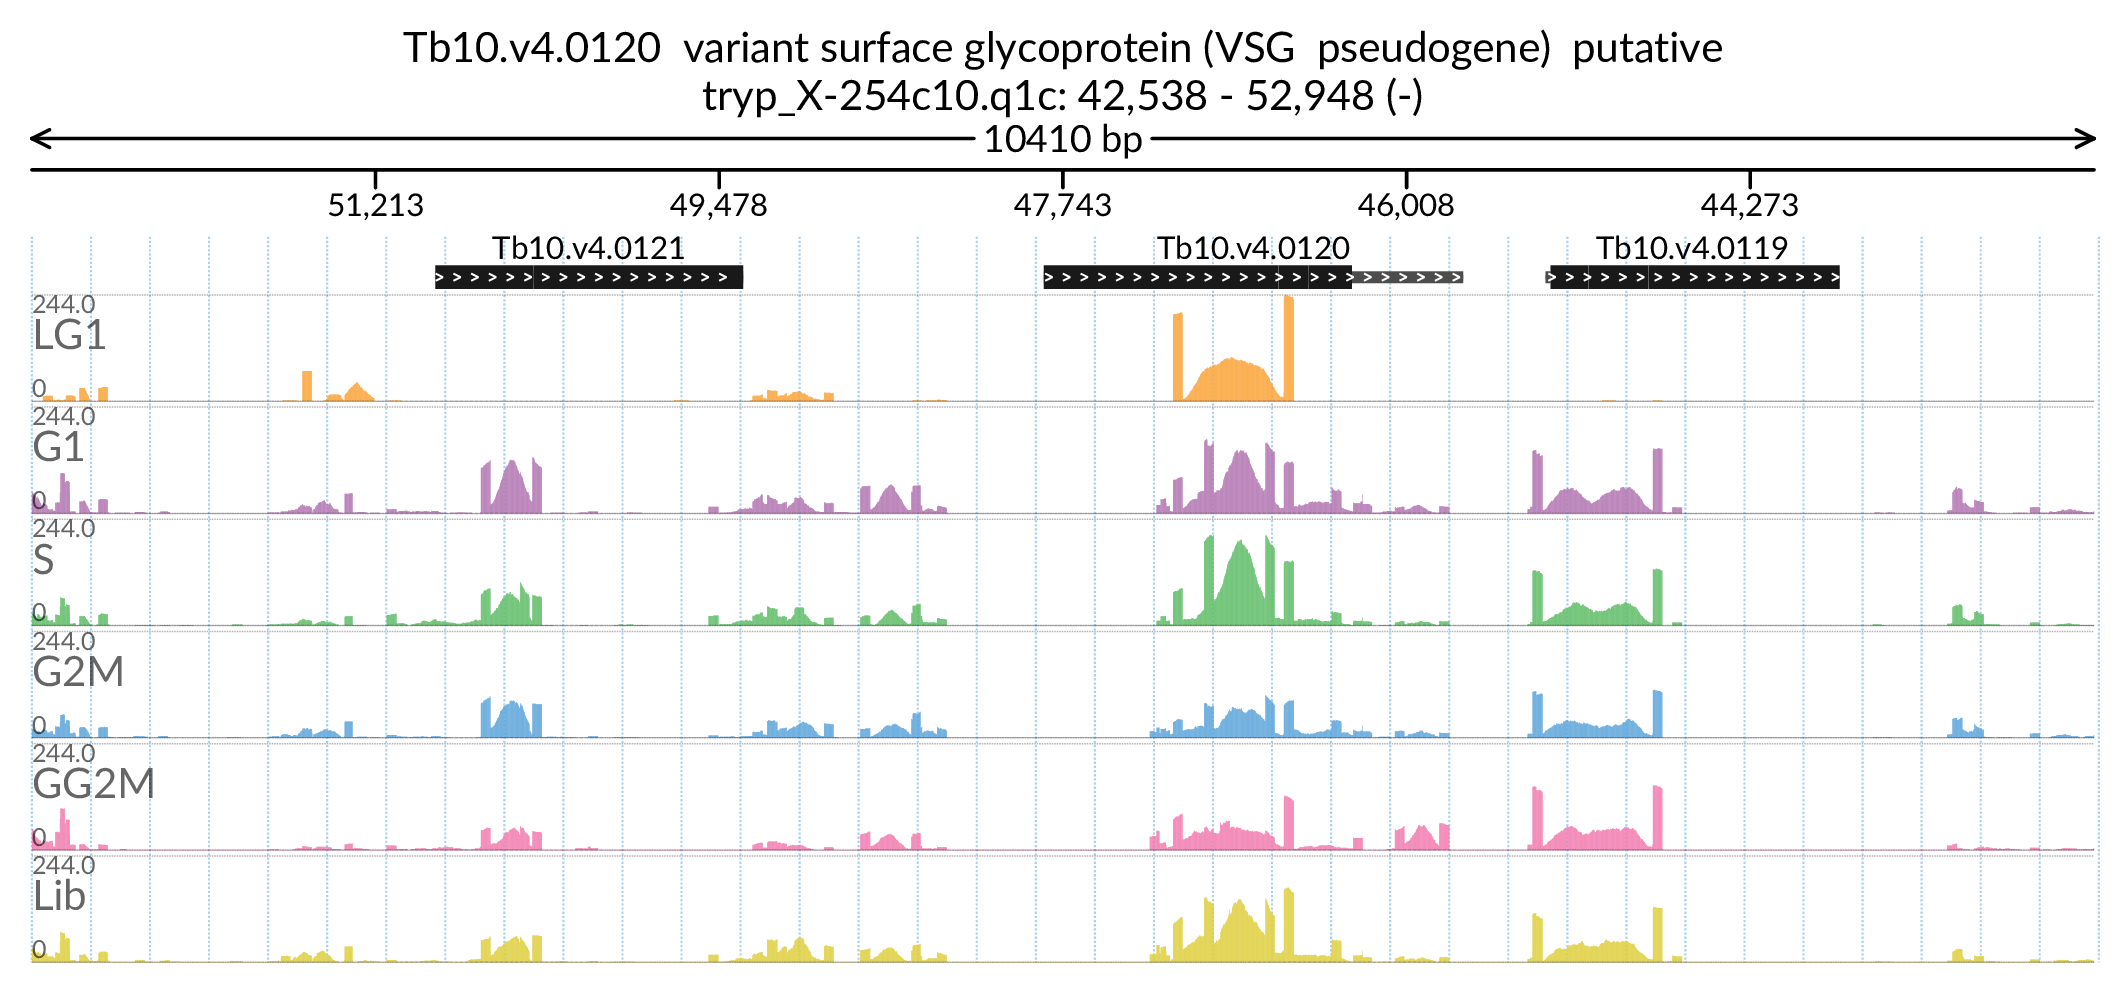 Tb10.v4.0120 variant surface glycoprotein (VSG pseudogene) putative
tryp_X-254c10.q1c: 42,538 - 52,948 (-)
10410 bp
51,213 49,478 47,743 46,008 44,273
Tb10.v4.0121 Tb10.v4.0120 Tb10.v4.0119
244.0
LG1
0
244.0
G1
0
244.0
S
0
244.0
G2M
0
244.0
GG2M
0
244.0
Lib
0